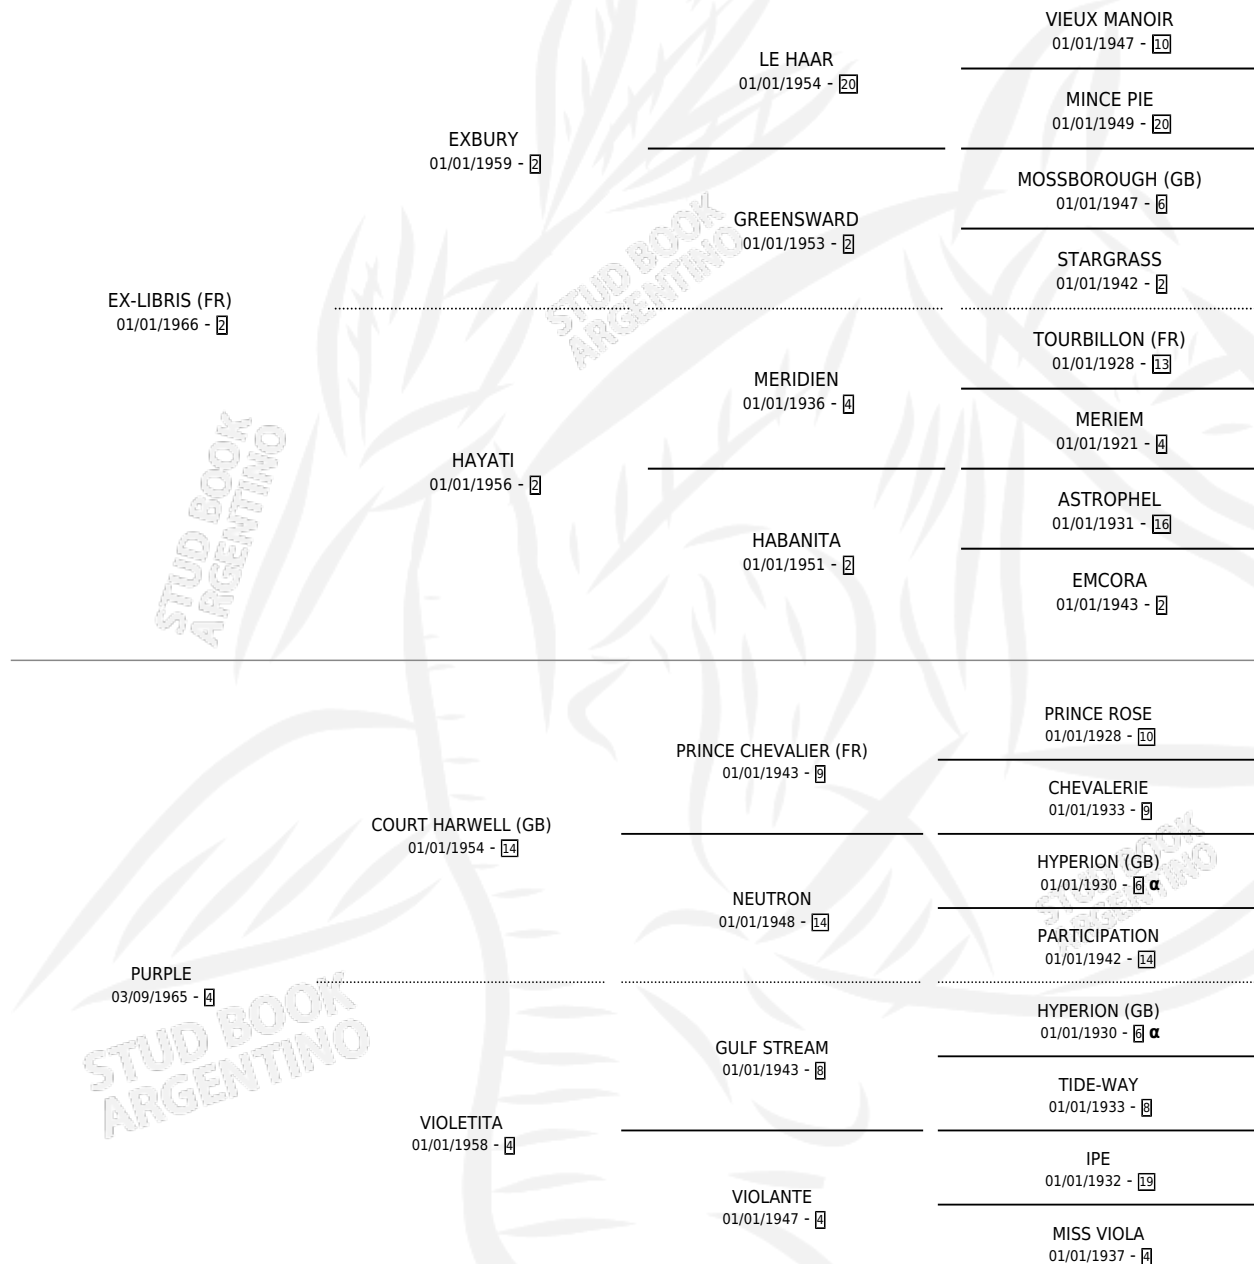 VIEUX MANOIR
01/01/1947 - 10
LE HAAR
01/01/1954 - 20
MINCE PIE
01/01/1949 - 20
EXBURY
01/01/1959 - 2
MOSSBOROUGH (GB)
01/01/1947 - 6
GREENSWARD
01/01/1953 - 2
STARGRASS
01/01/1942 - 2
STUD BOOK
ARGENTINO
EX-LIBRIS (FR)
01/01/1966 - 2
TOURBILLON (FR)
01/01/1928 - 13
MERIDIEN
01/01/1936 - 4
MERIEM
01/01/1921 - 4
HAYATI
01/01/1956 - 2
ASTROPHEL
01/01/1931 - 16
HABANITA
01/01/1951 - 2
EMCORA
01/01/1943 - 2
STUD BOOK
ARGENTINO
PRINCE ROSE
01/01/1928 - 10
PRINCE CHEVALIER (FR)
01/01/1943 - 9
CHEVALERIE
01/01/1933 - 9
COURT HARWELL (GB)
01/01/1954 - 14
HYPERION (GB)
01/01/1930 - 6 α
STUD BOOK
ARGENTINO
NEUTRON
01/01/1948 - 14
PARTICIPATION
01/01/1942 - 14
PURPLE
03/09/1965 - 4
HYPERION (GB)
01/01/1930 - 6 α
STUD BOOK
ARGENTINO
GULF STREAM
01/01/1943 - 8
TIDE-WAY
01/01/1933 - 8
VIOLETITA
01/01/1958 - 4
IPE
01/01/1932 - 19
VIOLANTE
01/01/1947 - 4
MISS VIOLA
01/01/1937 - 4